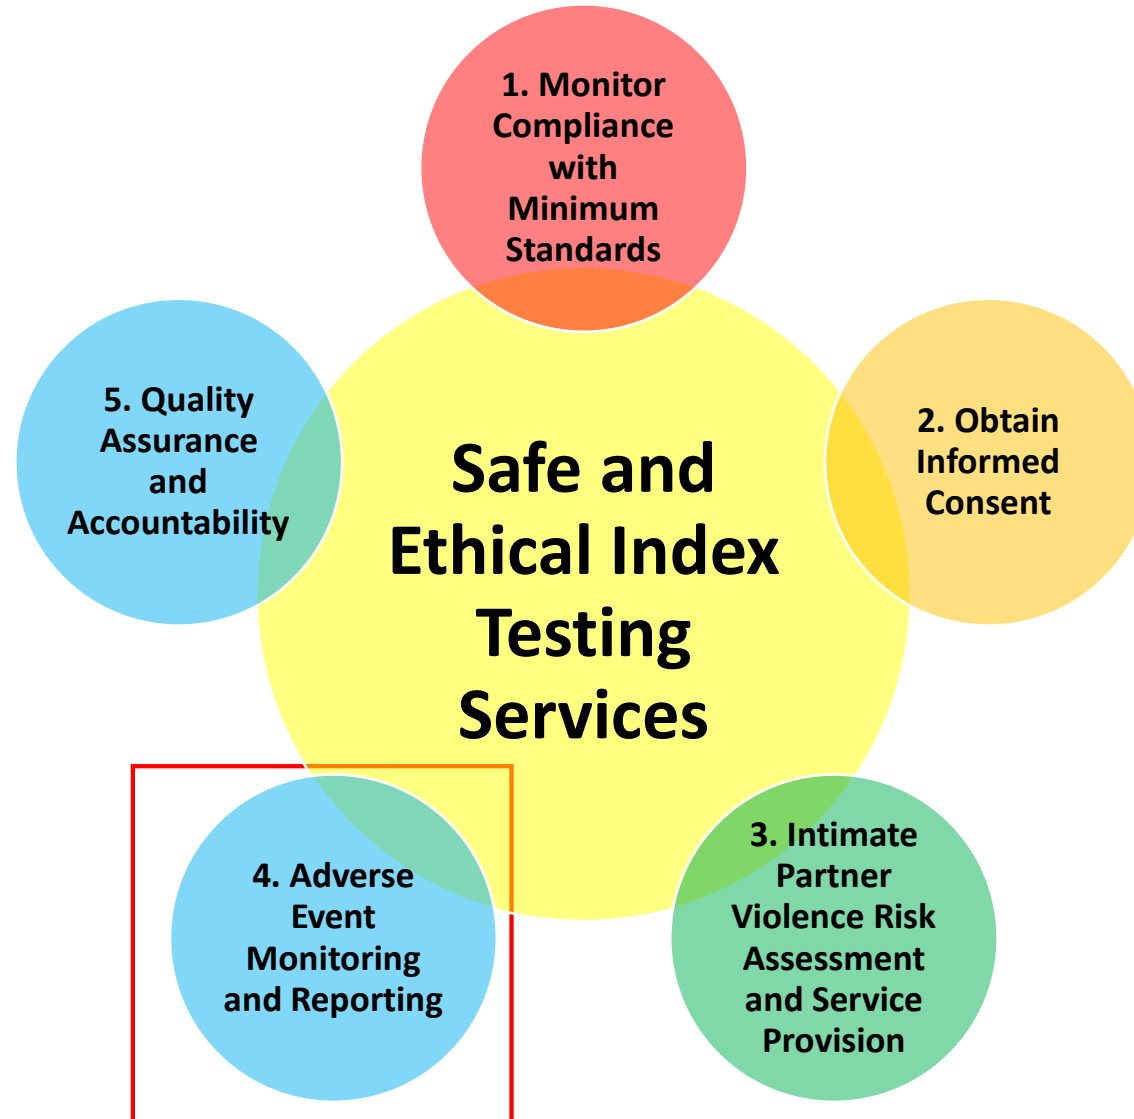 1. Monitor
Compliance
with
Minimum
Standards
2. Obtain
Informed
Consent
3. Intimate
Partner
Violence Risk
Assessment
and Service
Provision
4. Adverse
Event
Monitoring
and Reporting
5. Quality
Assurance
and
Accountability
Safe and
Ethical Index
Testing
Services